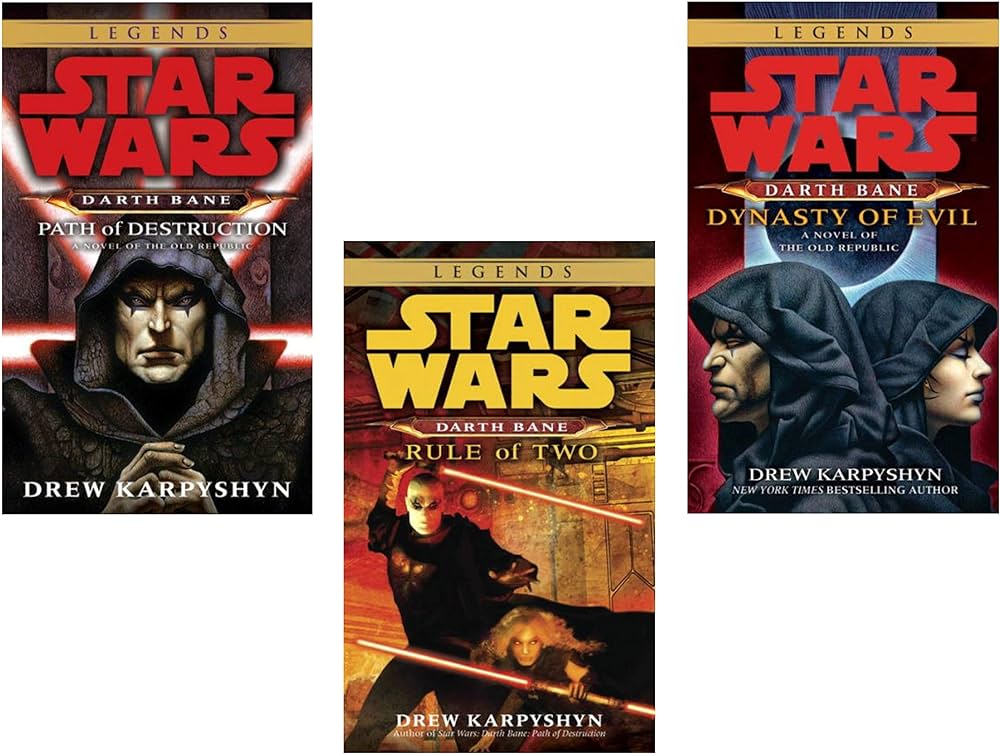 LEGENDS
STAR
WARS
DARTH BANE
PATH of DESTRUCTION
A NOVEL OF THE OLD REPUBLIC
DREW KARPYSHYN
LEGENDS
STAR
WARS
DARTH BANE
RULE of TWO
DREW KARPYSHYN
Author of Star Wars: Darth Bane: Path of Destruction
LEGENDS
STAR
WARS
DARTH BANE
DYNASTY OF EVIL
A NOVEL OF
THE OLD REPUBLIC
DREW KARPYSHYN
NEW YORK TIMES BESTSELLING AUTHOR